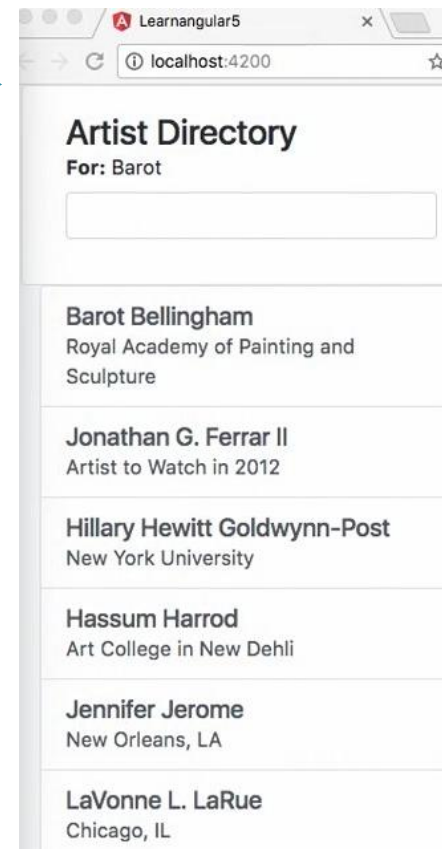 Learnangular5
localhost:4200
Artist Directory
For: Barot
Barot Bellingham
Royal Academy of Painting and
Sculpture
Jonathan G. Ferrar II
Artist to Watch in 2012
Hillary Hewitt Goldwynn-Post
New York University
Hassum Harrod
Art College in New Dehli
Jennifer Jerome
New Orleans, LA
LaVonne L. LaRue
Chicago, IL